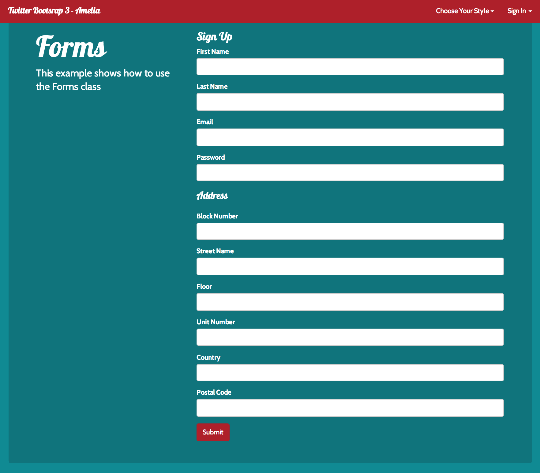 Twitter Bootsrap 3 - Amelia
Choose Your Style
Sign In
Forms
This example shows how to use
the Forms class
Sign Up
First Name
Last Name
Email
Password
Address
Block Number
Street Name
Floor
Unit Number
Country
Postal Code
Submit